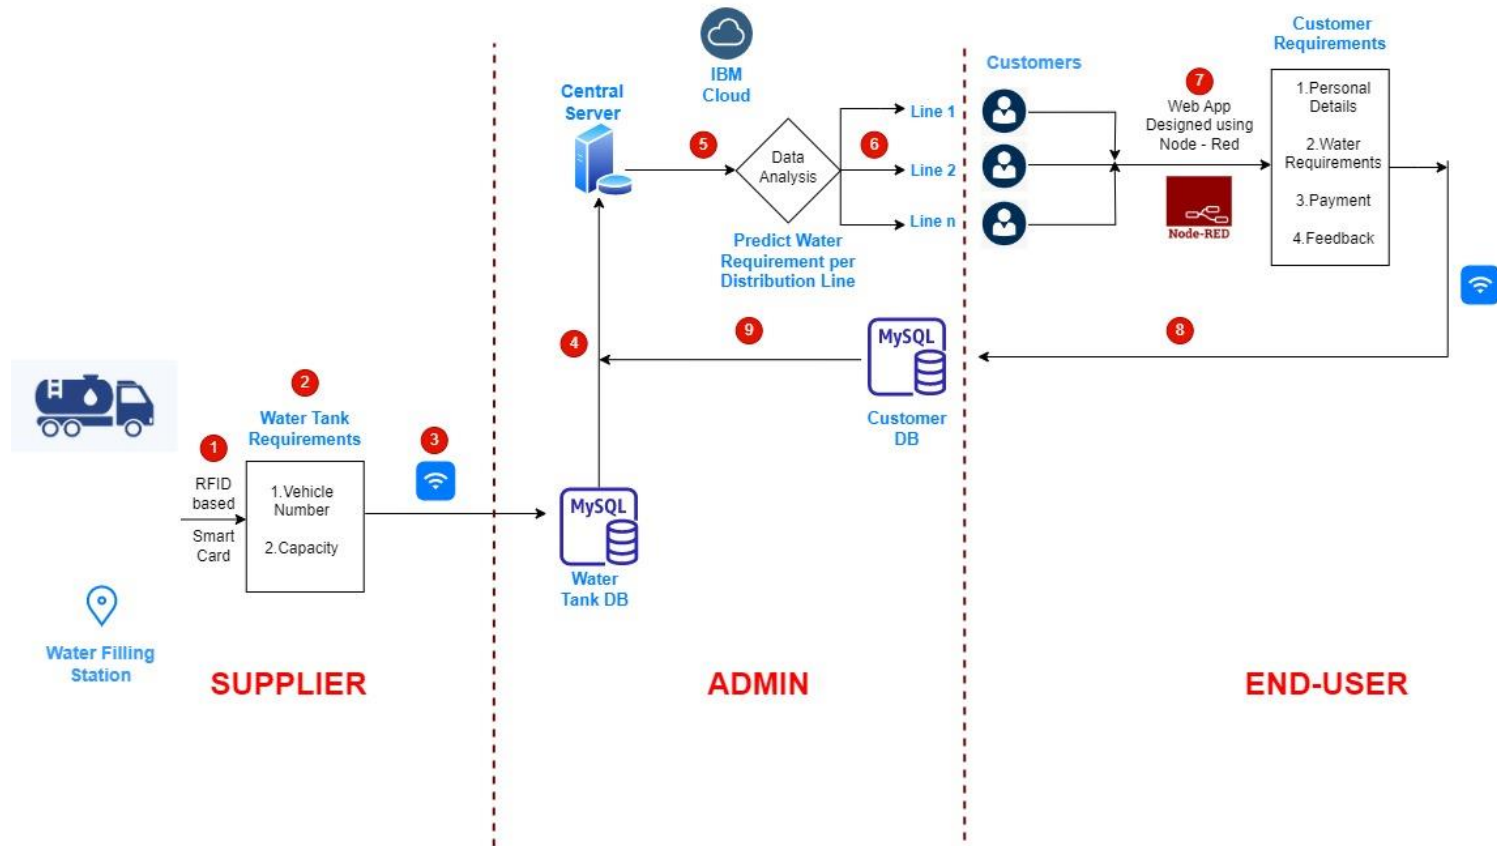 IBM
Cloud
Central
Server
5
Data
Analysis
6
Line 1
Line 2
Line n
Predict Water
Requirement per
Distribution Line
Customers
7
Web App
Designed using
Node - Red
Node-RED
Customer
Requirements
1.Personal
Details
2.Water
Requirements
3.Payment
4.Feedback
8
4
9
MySQL
Customer
DB
2
Water Tank
Requirements
1
RFID
based
Smart
Card
1.Vehicle
Number
2.Capacity
3
MySQL
Water
Tank DB
Water Filling
Station
SUPPLIER
ADMIN
END-USER